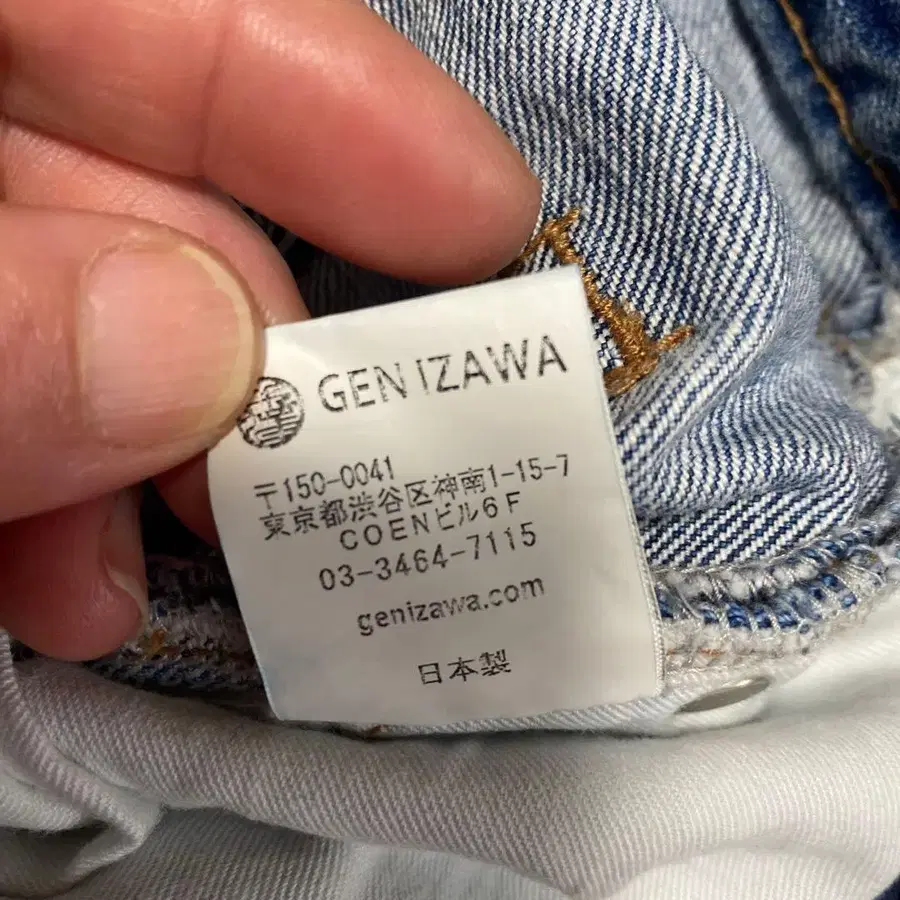 GEN IZAWA
〒150-0041
東京都渋谷区神南1-15-7
COENビル6F
03-3464-7115
genizawa.com
日本製